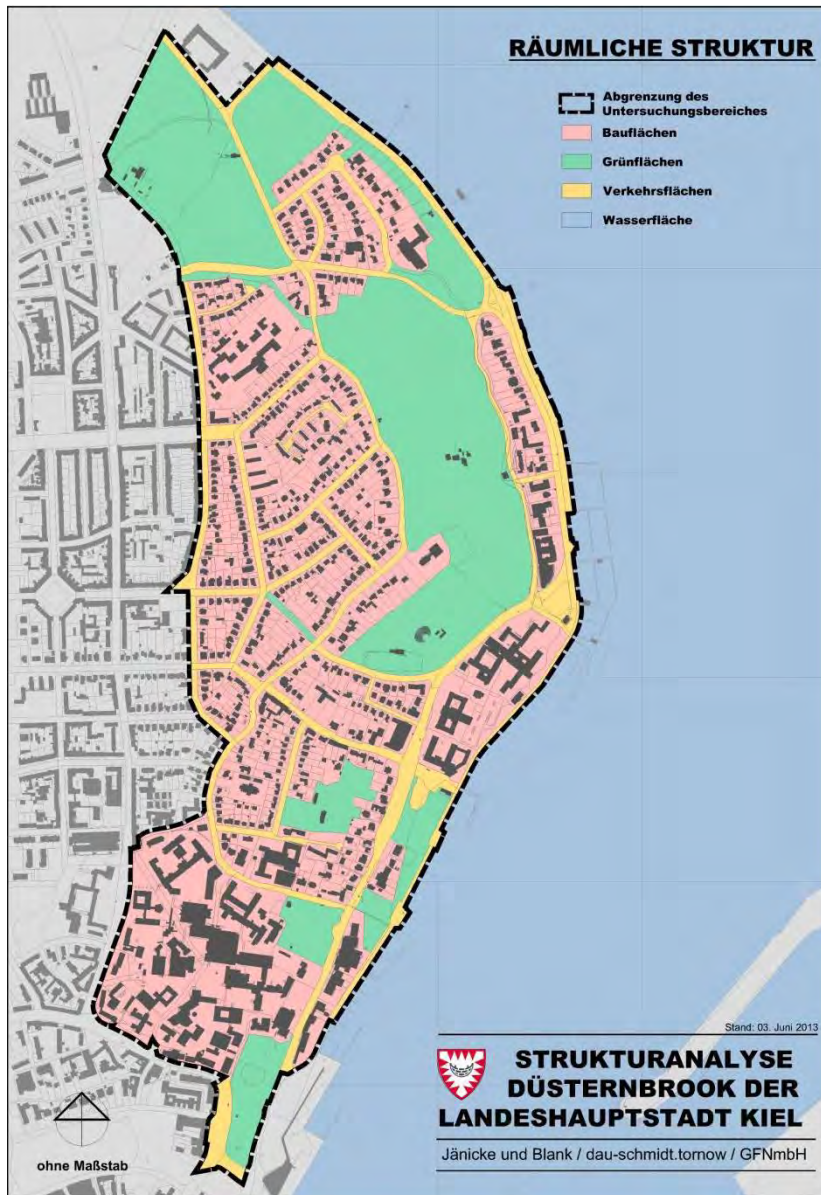 RÄUMLICHE STRUKTUR
Abgrenzung des
Untersuchungsbereiches
Bauflächen
Grünflächen
Verkehrsflächen
Wasserfläche
Stand: 03. Juni 2013
STRUKTURANALYSE
DÜSTERNBROOK DER
LANDESHAUPTSTADT KIEL
Jänicke und Blank / dau-schmidt.tornow / GFNmbH
ohne Maßstab